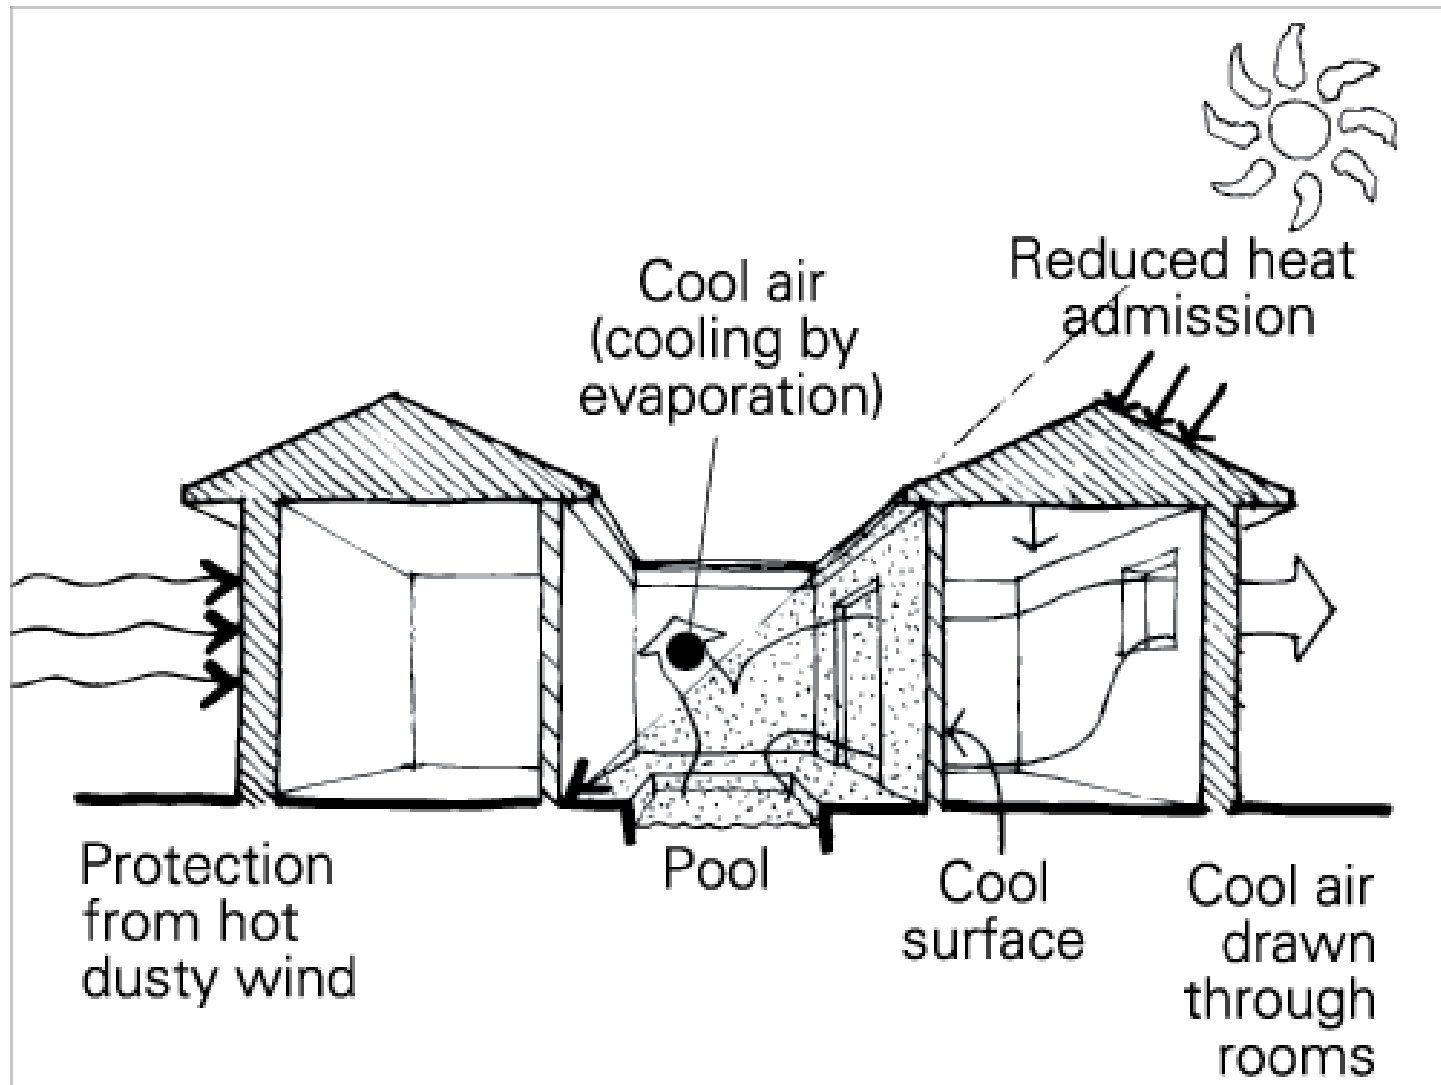 Reduced heat
admission
Cool air
(cooling by
evaporation)
Protection
from hot
dusty wind
Pool
Cool
surface
Cool air
drawn
through
rooms